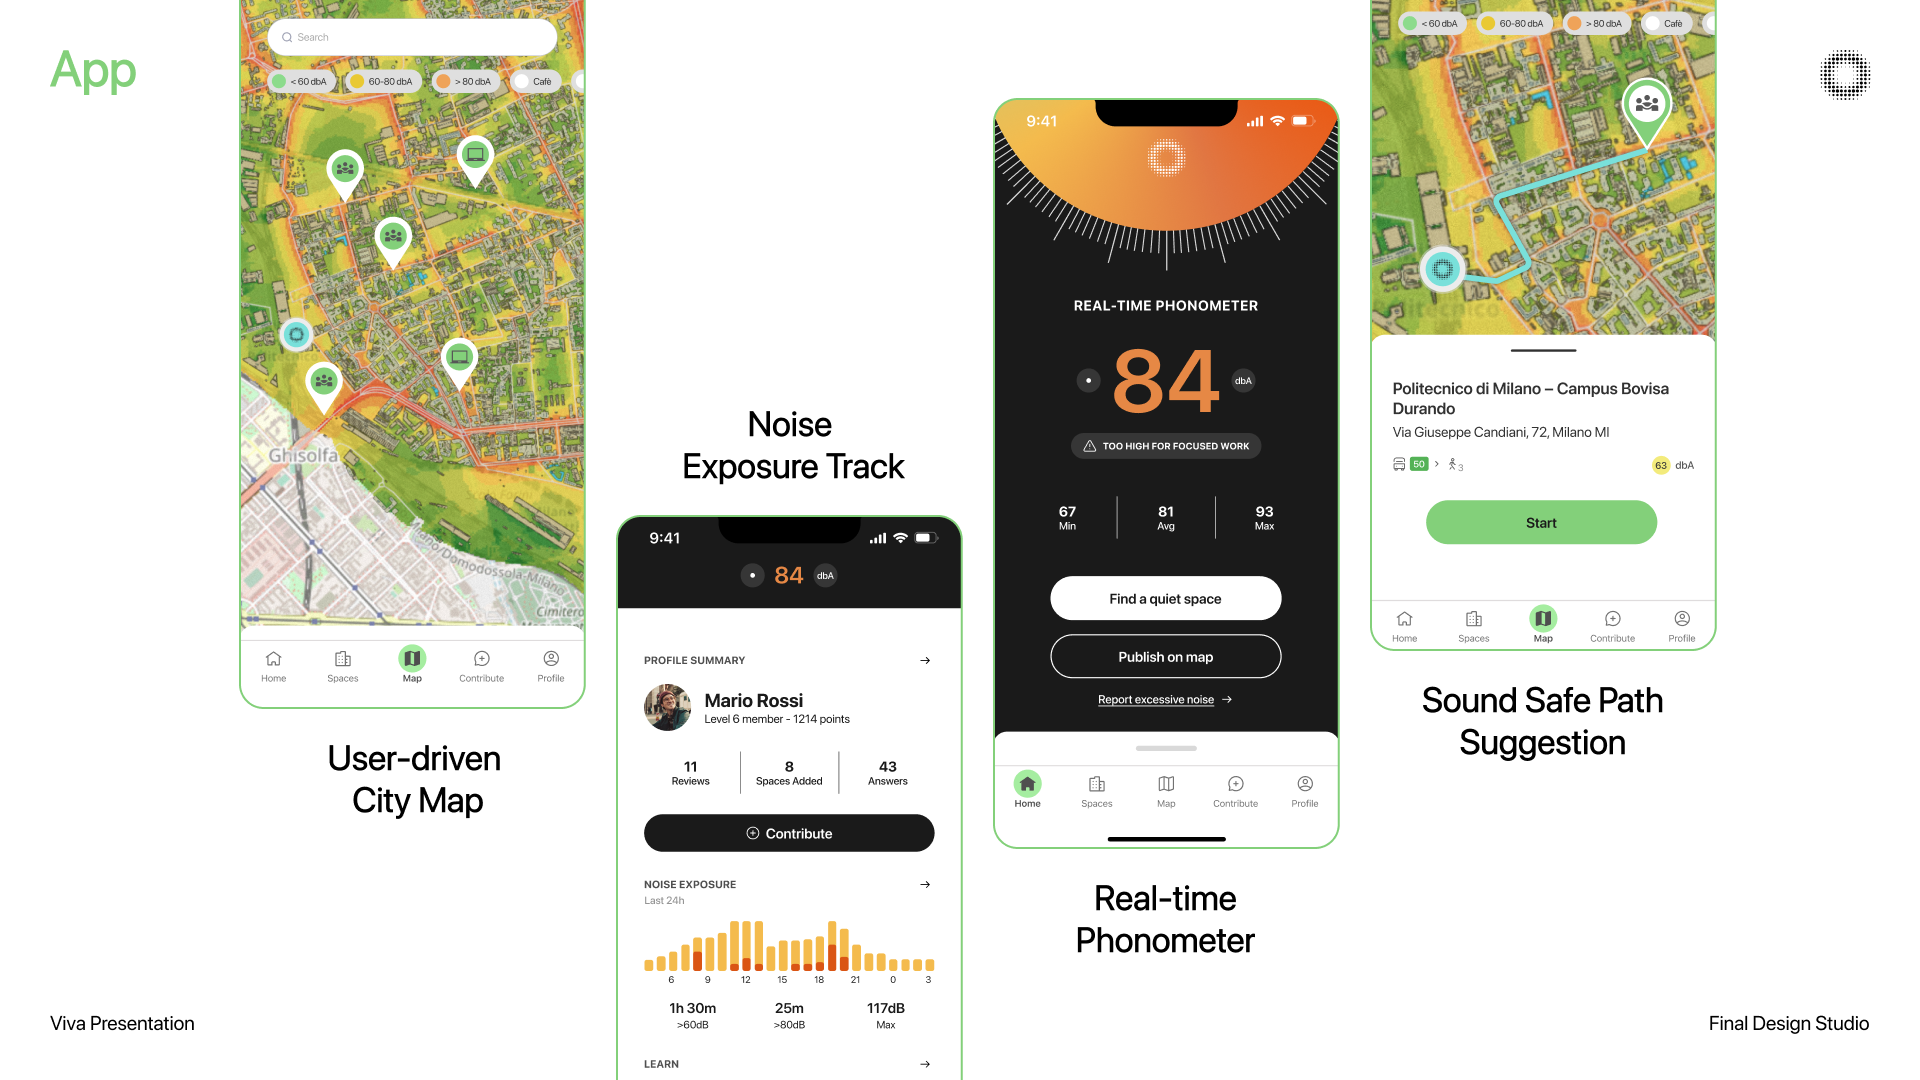 App
Search
< 60 dbA
60-80 dbA
> 80 dbA
Cafè
Ghisolfa
Cimitero
Home
Spaces
Map
Contribute
Profile
User-driven
City Map
Noise
Exposure Track
9:41
84
dbA
PROFILE SUMMARY
Mario Rossi
Level 6 member - 1214 points
11
Reviews
8
Spaces Added
43
Answers
Contribute
NOISE EXPOSURE
Last 24h
6 9 12 15 18 21 0 3
1h 30m
>60dB
25m
>80dB
117dB
Max
LEARN
9:41
REAL-TIME PHONOMETER
84
dbA
TOO HIGH FOR FOCUSED WORK
67
Min
81
Avg
93
Max
Find a quiet space
Publish on map
Report excessive noise
Home
Spaces
Map
Contribute
Profile
Real-time
Phonometer
< 60 dbA
60-80 dbA
> 80 dbA
Cafè
Politecnico di Milano – Campus Bovisa
Durando
Via Giuseppe Candiani, 72, Milano MI
50
3
63
dbA
Start
Home
Spaces
Map
Contribute
Profile
Sound Safe Path
Suggestion
Viva Presentation
Final Design Studio